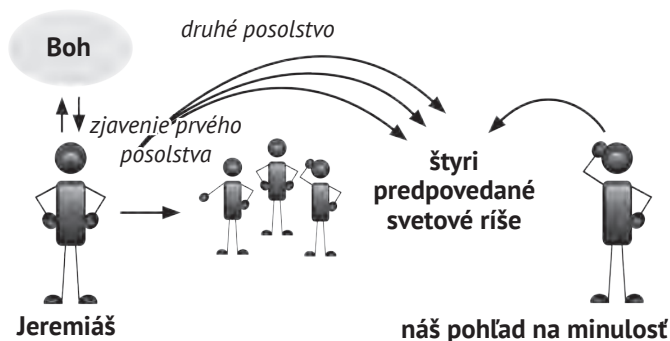 Boh
druhé posolstvo
zjavenie prvého
posolstva
štyri
predpovedané
svetové ríše
Jeremiáš
náš pohľad na minulosť